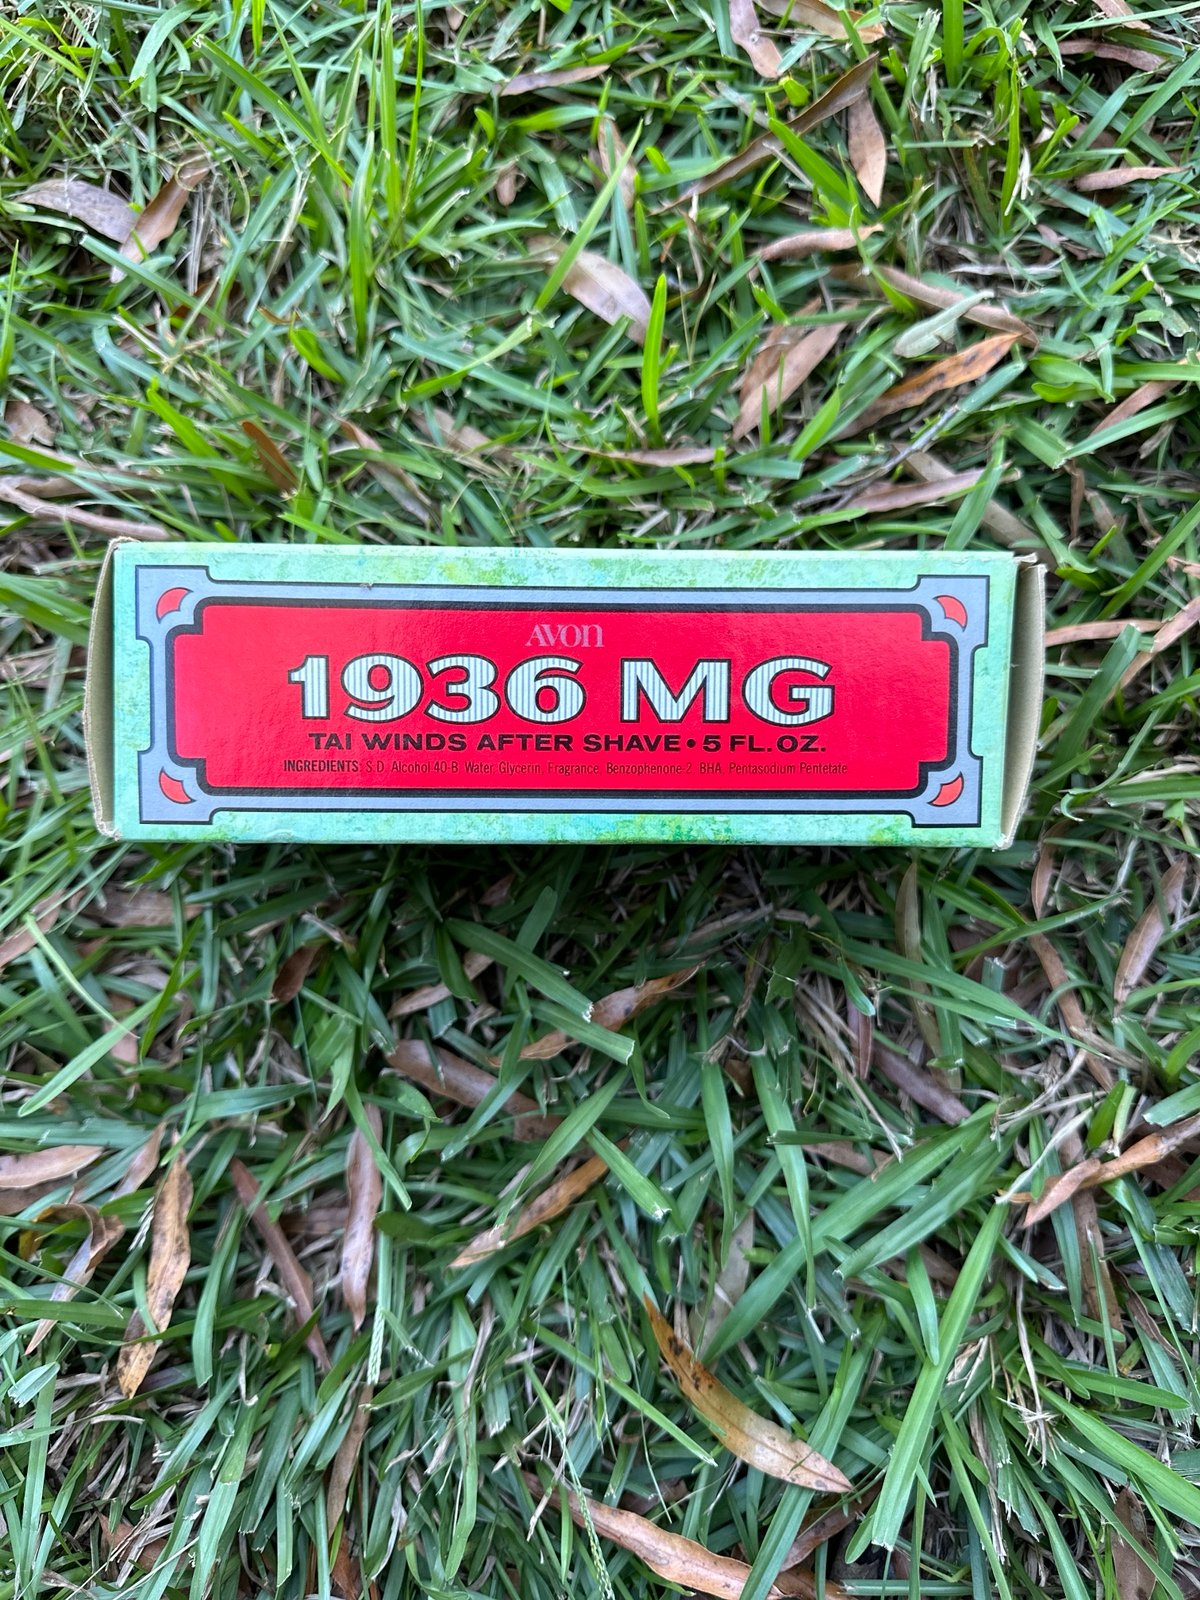 AVON
1936 MG
TAI WINDS AFTER SHAVE • 5 FL. OZ.
INGREDIENTS: S.D. Alcohol 40-B, Water, Glycerin, Fragrance, Benzophenone-2, BHA, Pentasodium Pentetate